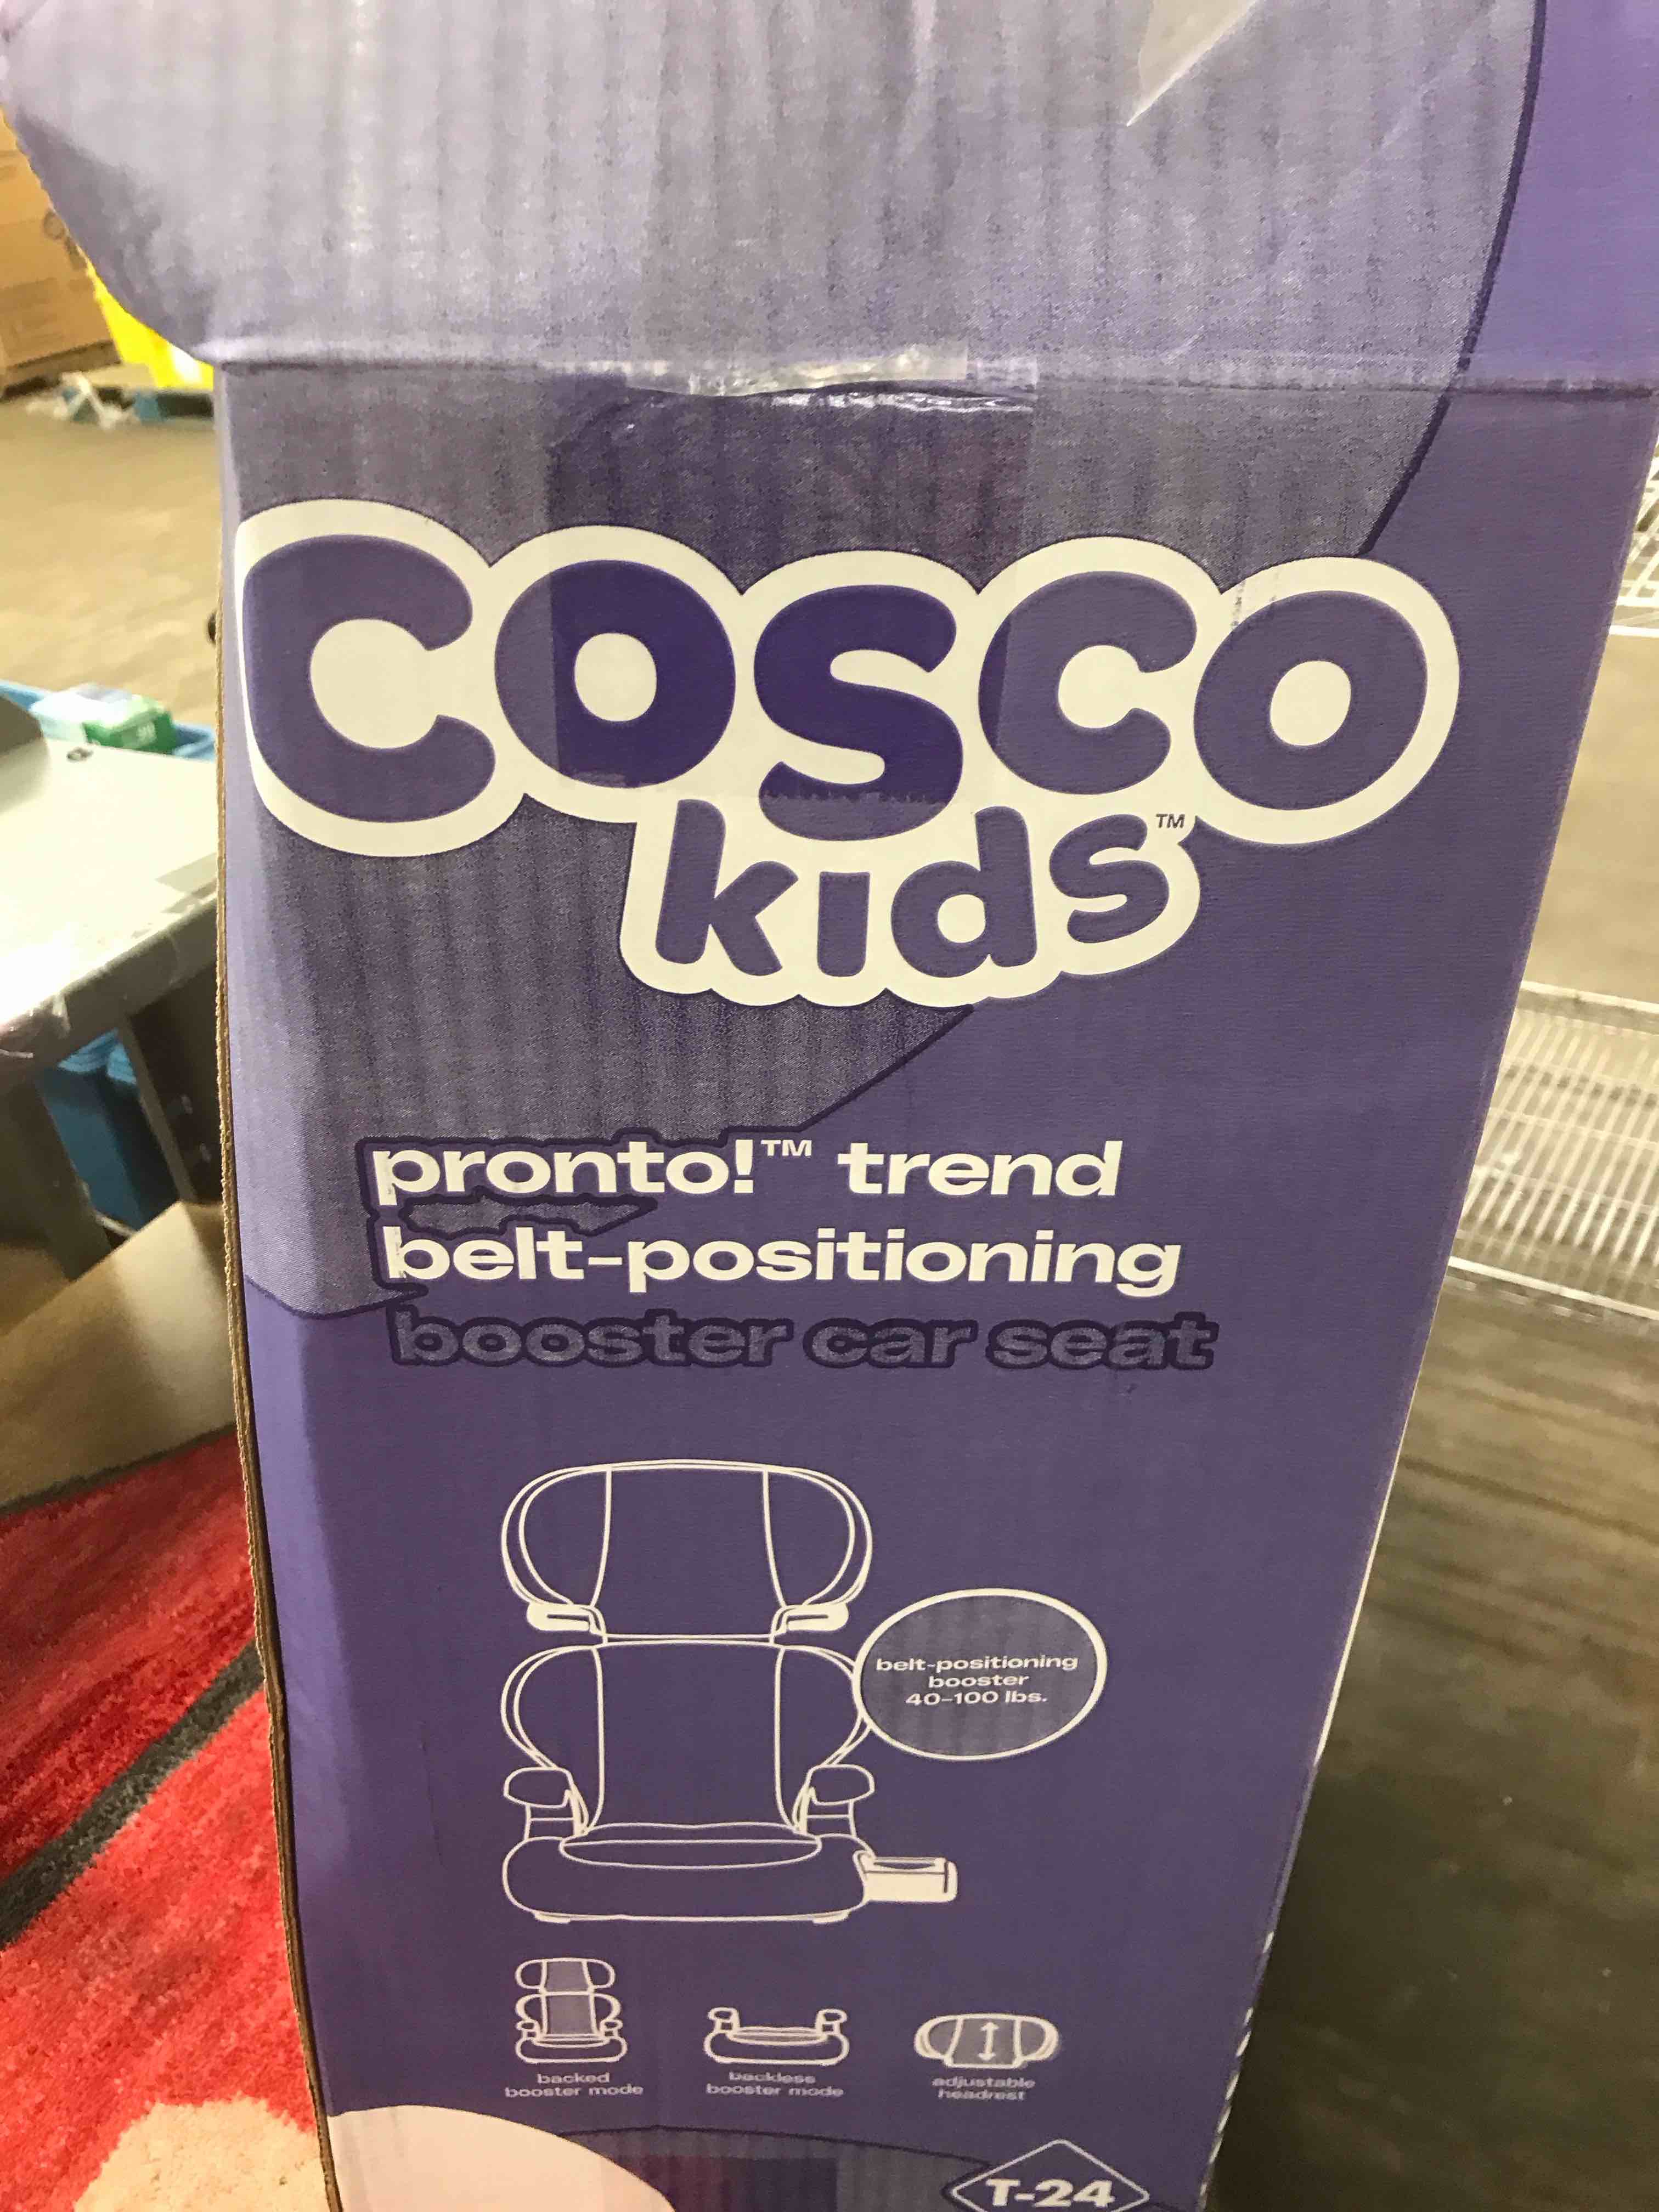 cosco
kids™
pronto!™ trend
belt-positioning
booster car seat
belt-positioning
booster
40-100 lbs.
backed
booster mode
backless
booster mode
adjustable
headrest
T-24